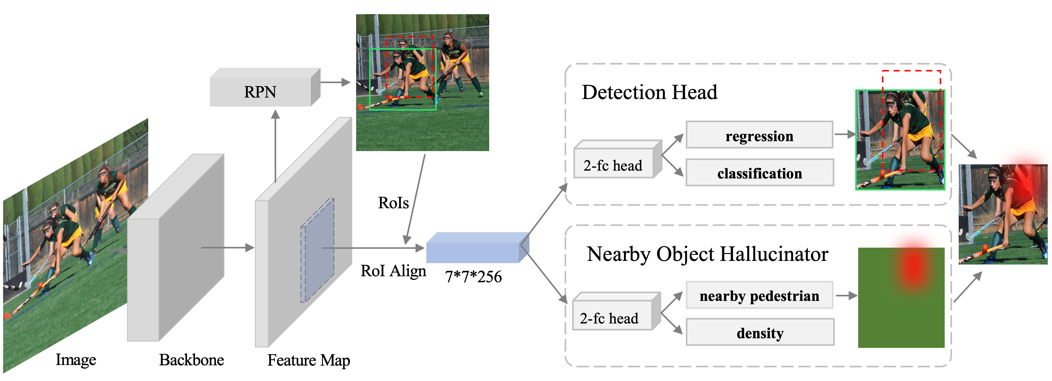 RPN
Detection Head
2-fc head
regression
classification
RoIs
RoI Align
7*7*256
Nearby Object Hallucinator
2-fc head
nearby pedestrian
density
Image
Backbone
Feature Map